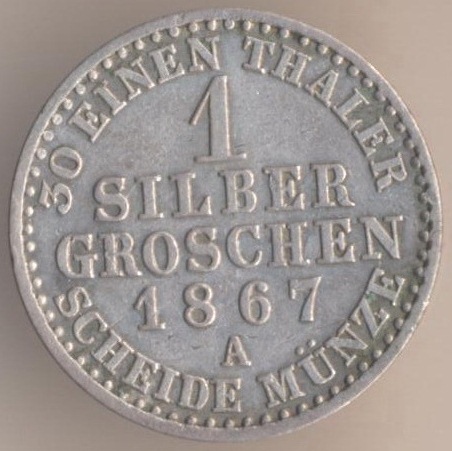 30 EINEN THALER
1
SILBER
GROSCHEN
1867
A
SCHEIDE MÜNZE